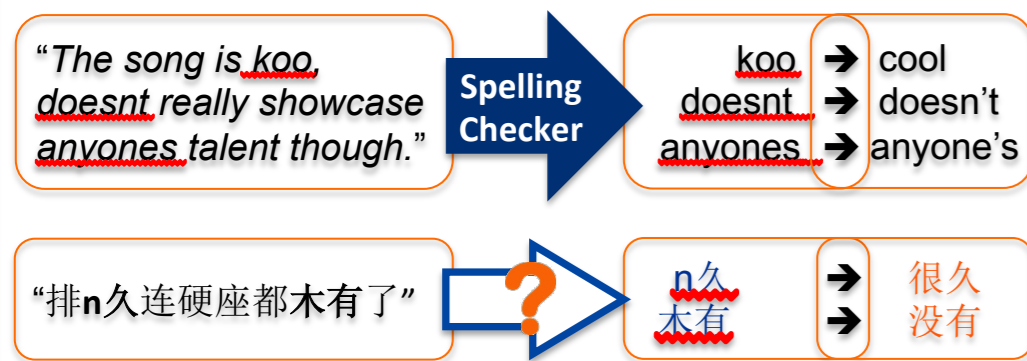 “The song is koo,
doesnt really showcase
anyones talent though.”
Spelling
Checker
koo → cool
doesnt → doesn’t
anyones → anyone's
“排n久连硬座都木有了”
?
n久 → 很久
木有 → 没有